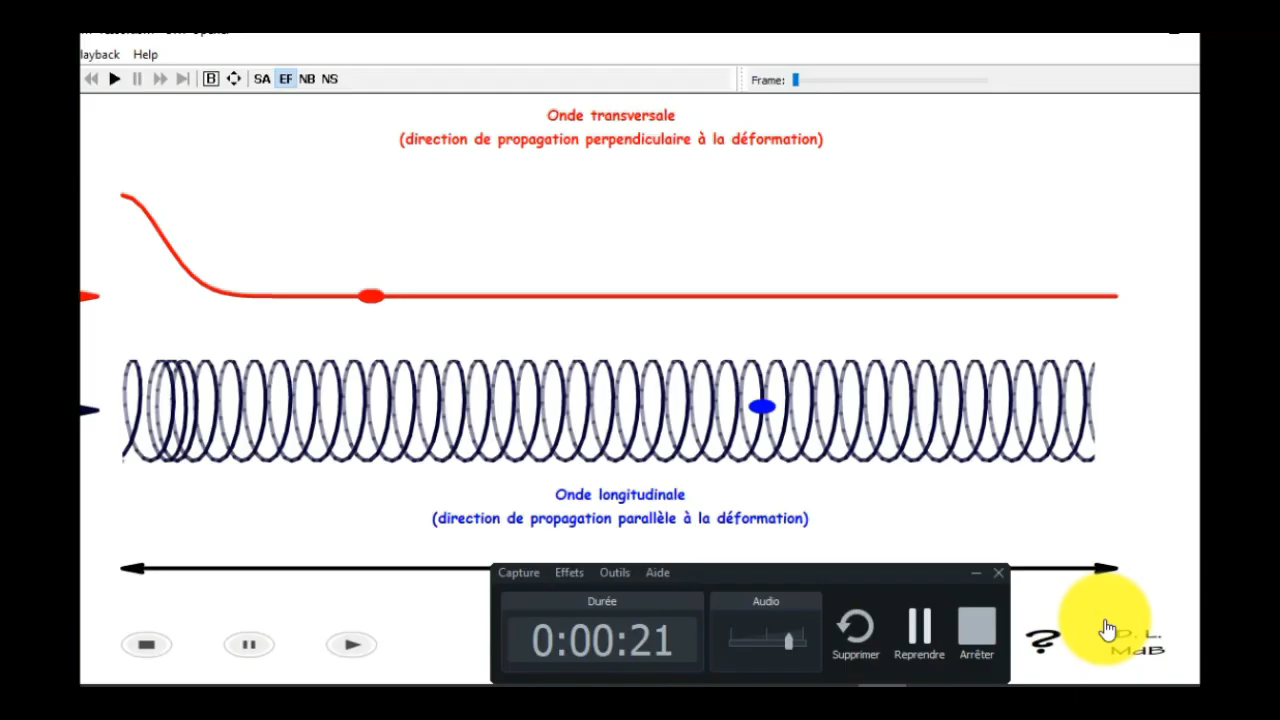 layback Help
B SA EF NB NS Frame:
Onde transversale
(direction de propagation perpendiculaire à la déformation)
Onde longitudinale
(direction de propagation parallèle à la déformation)
Capture Effets Outils Aide
Durée Audio
0:00:21
Supprimer Reprendre Arrêter
?
D. L.
MdB